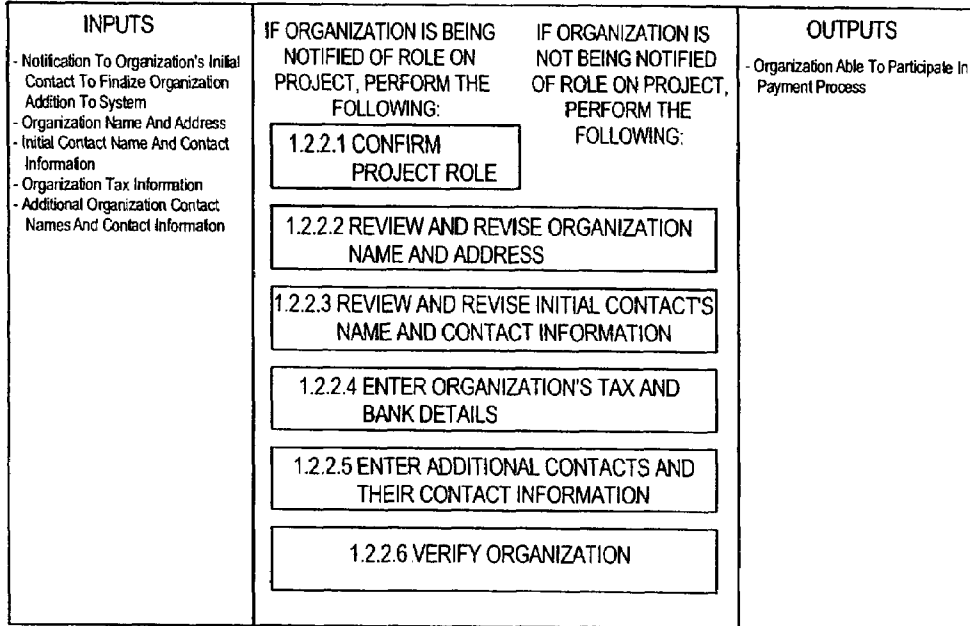 INPUTS
- Notification To Organization's Initial
Contact To Finalize Organization
Addition To System
- Organization Name And Address
- Initial Contact Name And Contact
Information
- Organization Tax Information
- Additional Organization Contact
Names And Contact Information
IF ORGANIZATION IS BEING
NOTIFIED OF ROLE ON
PROJECT, PERFORM THE
FOLLOWING:
IF ORGANIZATION IS
NOT BEING NOTIFIED
OF ROLE ON PROJECT,
PERFORM THE
FOLLOWING:
1.2.2.1 CONFIRM
PROJECT ROLE
1.2.2.2 REVIEW AND REVISE ORGANIZATION
NAME AND ADDRESS
1.2.2.3 REVIEW AND REVISE INITIAL CONTACT'S
NAME AND CONTACT INFORMATION
1.2.2.4 ENTER ORGANIZATION'S TAX AND
BANK DETAILS
1.2.2.5 ENTER ADDITIONAL CONTACTS AND
THEIR CONTACT INFORMATION
1.2.2.6 VERIFY ORGANIZATION
OUTPUTS
- Organization Able To Participate In
Payment Process